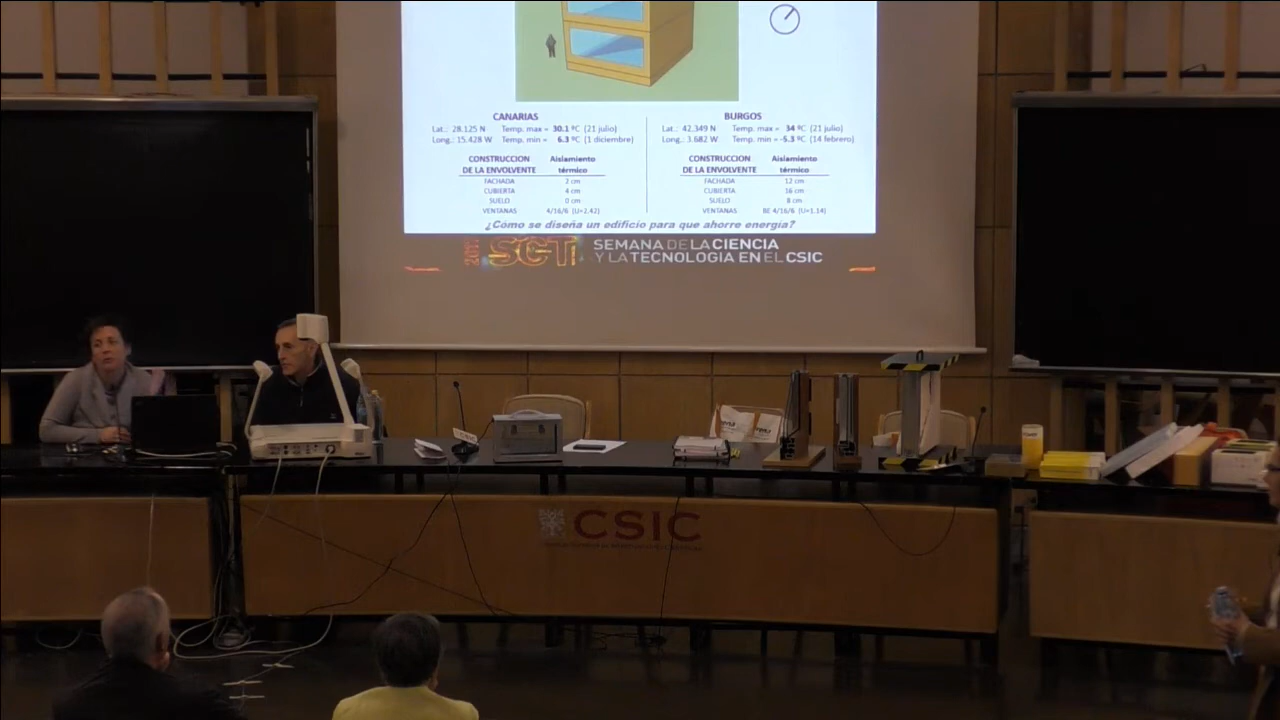 CANARIAS
Lat.: 28.125 N Temp. max = 30.1 ºC (21 julio)
Long.: 15.428 W Temp. min = 6.3 ºC (1 diciembre)
CONSTRUCCION Aislamiento
DE LA ENVOLVENTE térmico
FACHADA 2 cm
CUBIERTA 4 cm
SUELO 0 cm
VENTANAS 4/16/6 (U=2,42)
BURGOS
Lat.: 42.349 N Temp. max = 34 ºC (21 julio)
Long.: 3.682 W Temp. min = -5.3 ºC (14 febrero)
CONSTRUCCION Aislamiento
DE LA ENVOLVENTE térmico
FACHADA 12 cm
CUBIERTA 16 cm
SUELO 8 cm
VENTANAS BE 4/16/6 (U=1.14)
¿Cómo se diseña un edificio para que ahorre energía?
SCT SEMANA DE LA CIENCIA
Y LA TECNOLOGIA EN EL CSIC
CSIC